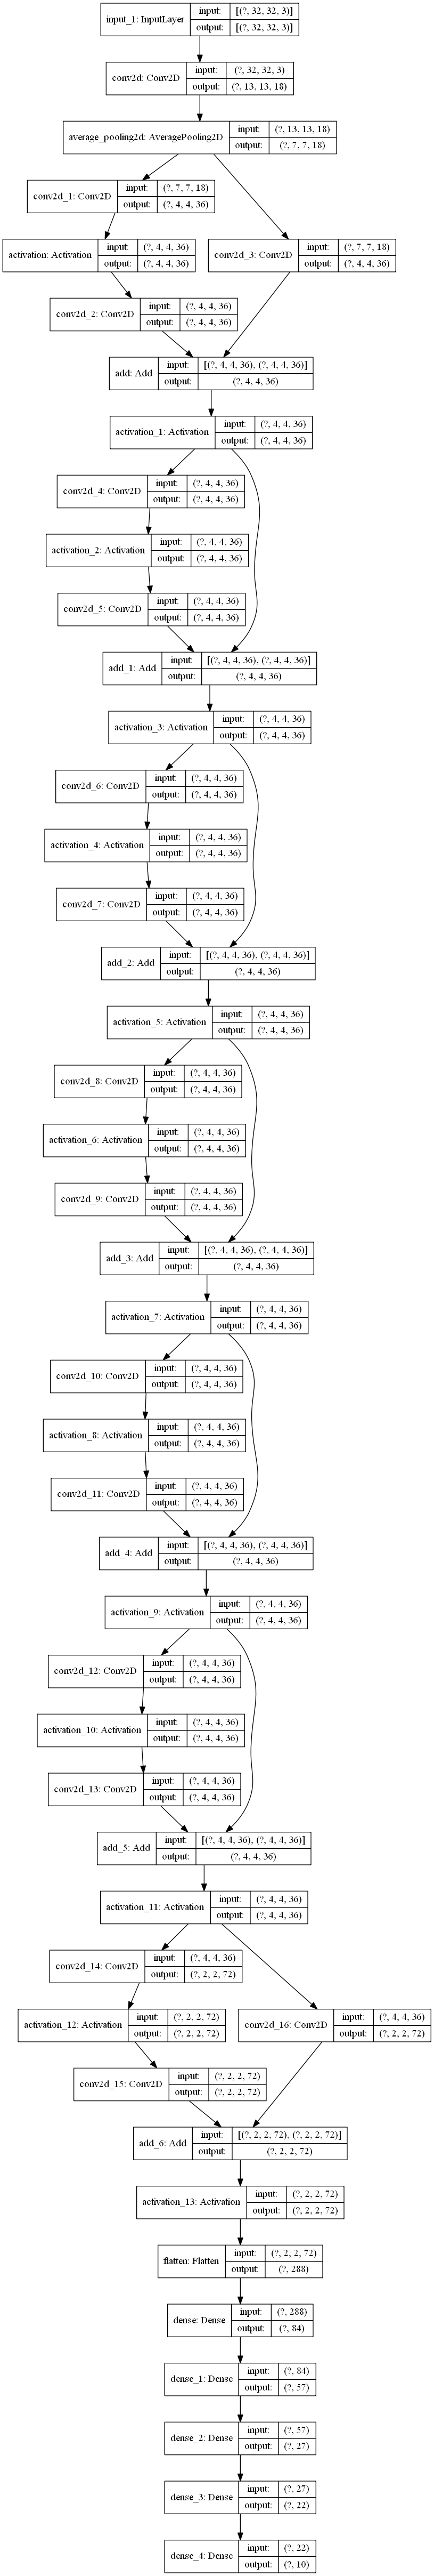 input_1: InputLayer input: [(?, 32, 32, 3)]
output: [(?, 32, 32, 3)]
conv2d: Conv2D input: (?, 32, 32, 3)
output: (?, 13, 13, 18)
average_pooling2d: AveragePooling2D input: (?, 13, 13, 18)
output: (?, 7, 7, 18)
conv2d_1: Conv2D input: (?, 7, 7, 18)
output: (?, 4, 4, 36)
activation: Activation input: (?, 4, 4, 36)
output: (?, 4, 4, 36)
conv2d_3: Conv2D input: (?, 7, 7, 18)
output: (?, 4, 4, 36)
conv2d_2: Conv2D input: (?, 4, 4, 36)
output: (?, 4, 4, 36)
add: Add input: [(?, 4, 4, 36), (?, 4, 4, 36)]
output: (?, 4, 4, 36)
activation_1: Activation input: (?, 4, 4, 36)
output: (?, 4, 4, 36)
conv2d_4: Conv2D input: (?, 4, 4, 36)
output: (?, 4, 4, 36)
activation_2: Activation input: (?, 4, 4, 36)
output: (?, 4, 4, 36)
conv2d_5: Conv2D input: (?, 4, 4, 36)
output: (?, 4, 4, 36)
add_1: Add input: [(?, 4, 4, 36), (?, 4, 4, 36)]
output: (?, 4, 4, 36)
activation_3: Activation input: (?, 4, 4, 36)
output: (?, 4, 4, 36)
conv2d_6: Conv2D input: (?, 4, 4, 36)
output: (?, 4, 4, 36)
activation_4: Activation input: (?, 4, 4, 36)
output: (?, 4, 4, 36)
conv2d_7: Conv2D input: (?, 4, 4, 36)
output: (?, 4, 4, 36)
add_2: Add input: [(?, 4, 4, 36), (?, 4, 4, 36)]
output: (?, 4, 4, 36)
activation_5: Activation input: (?, 4, 4, 36)
output: (?, 4, 4, 36)
conv2d_8: Conv2D input: (?, 4, 4, 36)
output: (?, 4, 4, 36)
activation_6: Activation input: (?, 4, 4, 36)
output: (?, 4, 4, 36)
conv2d_9: Conv2D input: (?, 4, 4, 36)
output: (?, 4, 4, 36)
add_3: Add input: [(?, 4, 4, 36), (?, 4, 4, 36)]
output: (?, 4, 4, 36)
activation_7: Activation input: (?, 4, 4, 36)
output: (?, 4, 4, 36)
conv2d_10: Conv2D input: (?, 4, 4, 36)
output: (?, 4, 4, 36)
activation_8: Activation input: (?, 4, 4, 36)
output: (?, 4, 4, 36)
conv2d_11: Conv2D input: (?, 4, 4, 36)
output: (?, 4, 4, 36)
add_4: Add input: [(?, 4, 4, 36), (?, 4, 4, 36)]
output: (?, 4, 4, 36)
activation_9: Activation input: (?, 4, 4, 36)
output: (?, 4, 4, 36)
conv2d_12: Conv2D input: (?, 4, 4, 36)
output: (?, 4, 4, 36)
activation_10: Activation input: (?, 4, 4, 36)
output: (?, 4, 4, 36)
conv2d_13: Conv2D input: (?, 4, 4, 36)
output: (?, 4, 4, 36)
add_5: Add input: [(?, 4, 4, 36), (?, 4, 4, 36)]
output: (?, 4, 4, 36)
activation_11: Activation input: (?, 4, 4, 36)
output: (?, 4, 4, 36)
conv2d_14: Conv2D input: (?, 4, 4, 36)
output: (?, 2, 2, 72)
activation_12: Activation input: (?, 2, 2, 72)
output: (?, 2, 2, 72)
conv2d_16: Conv2D input: (?, 4, 4, 36)
output: (?, 2, 2, 72)
conv2d_15: Conv2D input: (?, 2, 2, 72)
output: (?, 2, 2, 72)
add_6: Add input: [(?, 2, 2, 72), (?, 2, 2, 72)]
output: (?, 2, 2, 72)
activation_13: Activation input: (?, 2, 2, 72)
output: (?, 2, 2, 72)
flatten: Flatten input: (?, 2, 2, 72)
output: (?, 288)
dense: Dense input: (?, 288)
output: (?, 84)
dense_1: Dense input: (?, 84)
output: (?, 57)
dense_2: Dense input: (?, 57)
output: (?, 27)
dense_3: Dense input: (?, 27)
output: (?, 22)
dense_4: Dense input: (?, 22)
output: (?, 10)